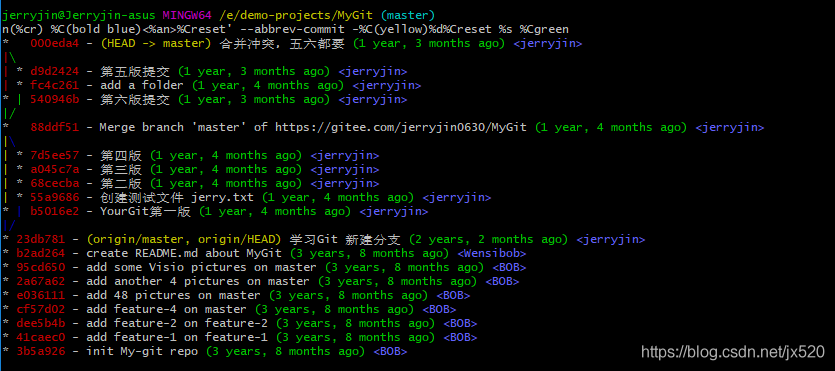 jerryjin@Jerryjin-asus MINGW64 /e/demo-projects/MyGit (master)
n(%cr) %C(bold blue)<%an>%Creset' --abbrev-commit -%C(yellow)%d%Creset %s %Cgreen
*   000eda4 - (HEAD -> master) 合并冲突，五六都要 (1 year, 3 months ago) <jerryjin>
|\
| * d9d2424 - 第五版提交 (1 year, 3 months ago) <jerryjin>
| * fc4c261 - add a folder (1 year, 4 months ago) <jerryjin>
* | 540946b - 第六版提交 (1 year, 3 months ago) <jerryjin>
|/
*   88ddf51 - Merge branch 'master' of https://gitee.com/jerryjin0630/MyGit (1 year, 4 months ago) <jerryjin>
|\
| * 7d5ee57 - 第四版 (1 year, 4 months ago) <jerryjin>
| * a045c7a - 第三版 (1 year, 4 months ago) <jerryjin>
| * 68cecba - 第二版 (1 year, 4 months ago) <jerryjin>
| * 55a9686 - 创建测试文件 jerry.txt (1 year, 4 months ago) <jerryjin>
* | b5016e2 - YourGit第一版 (1 year, 4 months ago) <jerryjin>
|/
* 23db781 - (origin/master, origin/HEAD) 学习Git 新建分支 (2 years, 2 months ago) <jerryjin>
* b2ad264 - create README.md about MyGit (3 years, 8 months ago) <Wensibob>
* 95cd650 - add some Visio pictures on master (3 years, 8 months ago) <BOB>
* 2a67a62 - add another 4 pictures on master (3 years, 8 months ago) <BOB>
* e036111 - add 48 pictures on master (3 years, 8 months ago) <BOB>
* cf57d02 - add feature-4 on master (3 years, 8 months ago) <BOB>
* dee5b4b - add feature-2 on feature-2 (3 years, 8 months ago) <BOB>
* 41caec0 - add feature-1 on feature-1 (3 years, 8 months ago) <BOB>
* 3b5a926 - init My-git repo (3 years, 8 months ago) <BOB>
https://blog.csdn.net/jx520